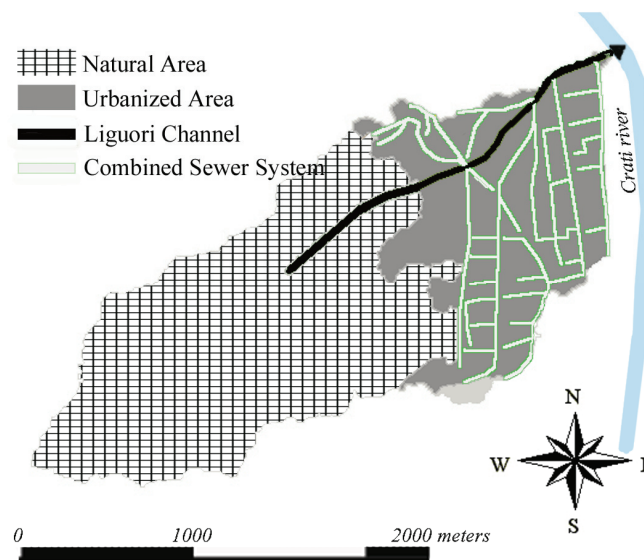 Natural Area
Urbanized Area
Liguori Channel
Combined Sewer System
Crati river
N
W
S
0 1000 2000 meters